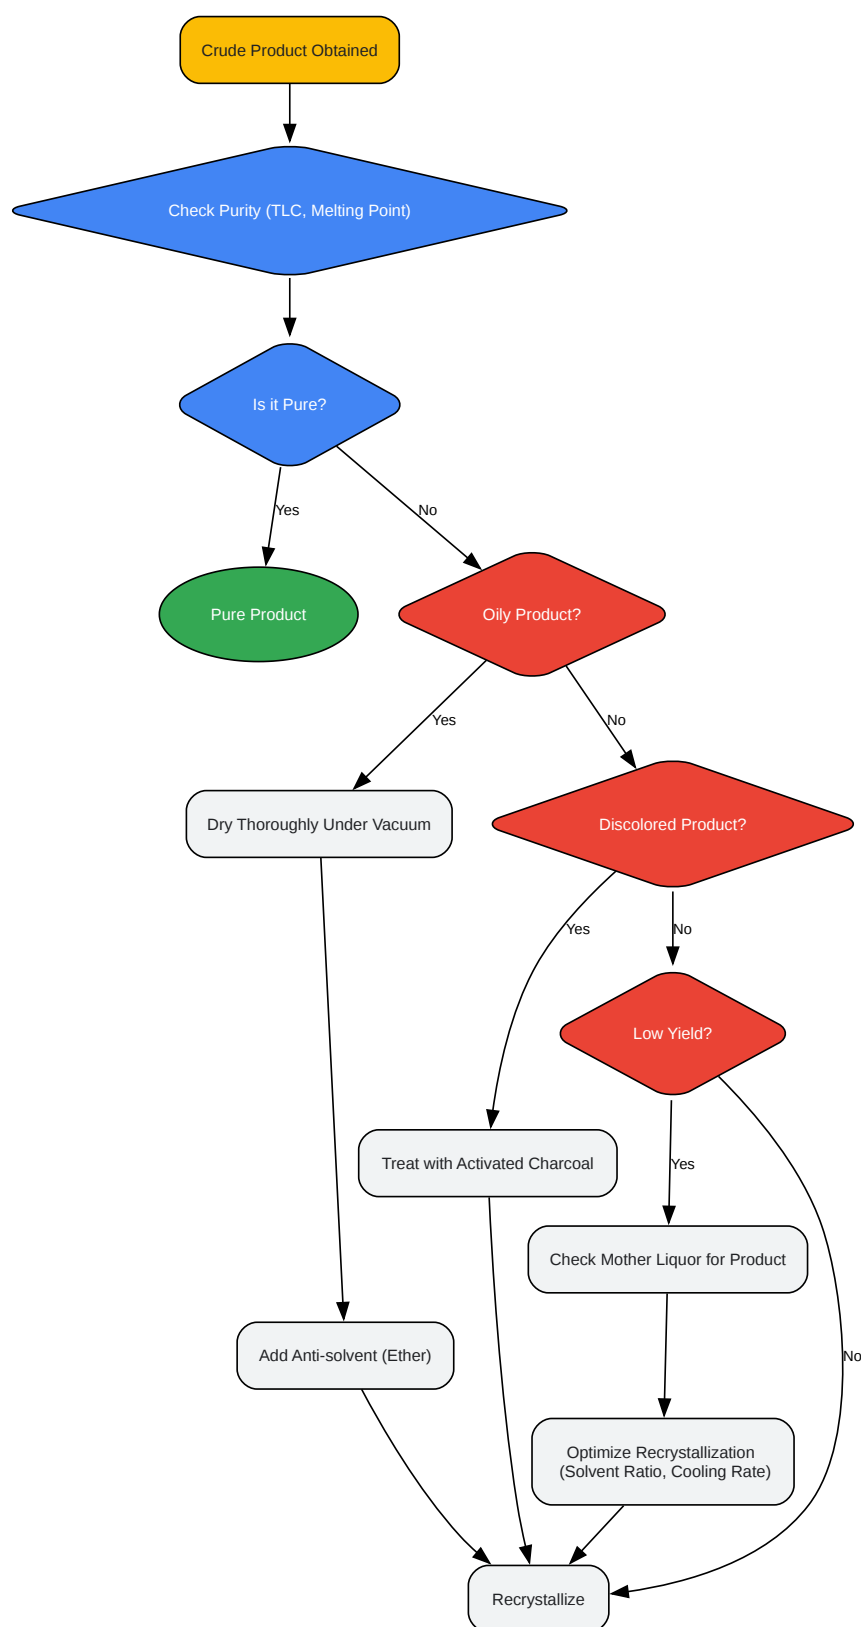 Crude Product Obtained
Check Purity (TLC, Melting Point)
Is it Pure?
Yes
No
Pure Product
Oily Product?
Yes
No
Dry Thoroughly Under Vacuum
Discolored Product?
Yes
No
Low Yield?
Treat with Activated Charcoal
Yes
Check Mother Liquor for Product
Add Anti-solvent (Ether)
No
Optimize Recrystallization
(Solvent Ratio, Cooling Rate)
Recrystallize